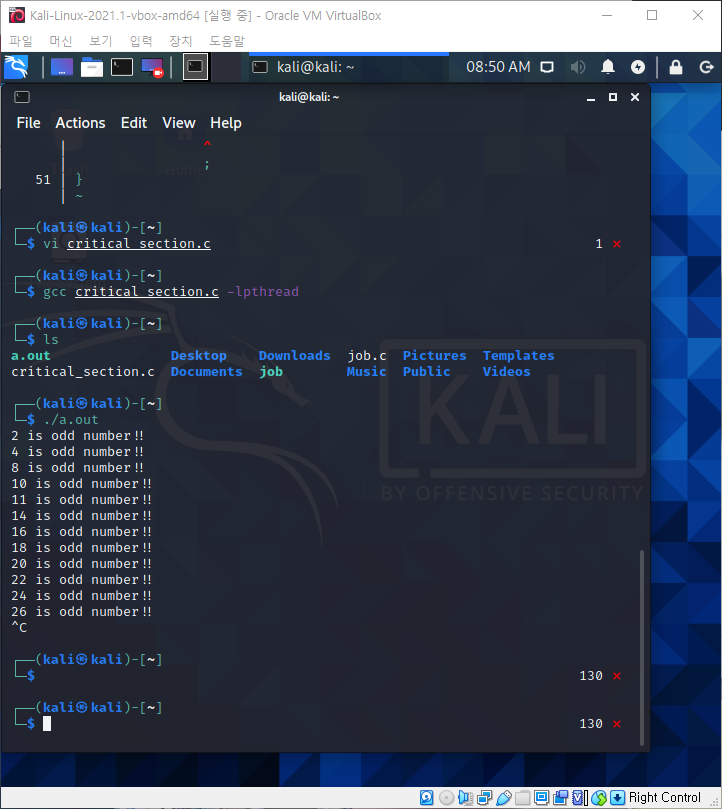 Kali-Linux-2021.1-vbox-amd64 [실행 중] - Oracle VM VirtualBox
파일 머신 보기 입력 장치 도움말
kali@kali: ~ 08:50 AM
kali@kali: ~
File Actions Edit View Help
| ^
| ;
51 | }
| ~
┌──(kali㉿kali)-[~]
└─$ vi critical_section.c 1 ⨯
┌──(kali㉿kali)-[~]
└─$ gcc critical_section.c -lpthread
┌──(kali㉿kali)-[~]
└─$ ls
a.out Desktop Downloads job.c Pictures Templates
critical_section.c Documents job Music Public Videos
┌──(kali㉿kali)-[~]
└─$ ./a.out
2 is odd number!!
4 is odd number!!
8 is odd number!!
10 is odd number!!
11 is odd number!!
14 is odd number!!
16 is odd number!!
18 is odd number!!
20 is odd number!!
22 is odd number!!
24 is odd number!!
26 is odd number!!
^C
┌──(kali㉿kali)-[~]
└─$ 130 ⨯
┌──(kali㉿kali)-[~]
└─$ 130 ⨯
KALI
BY OFFENSIVE SECURITY
Right Control